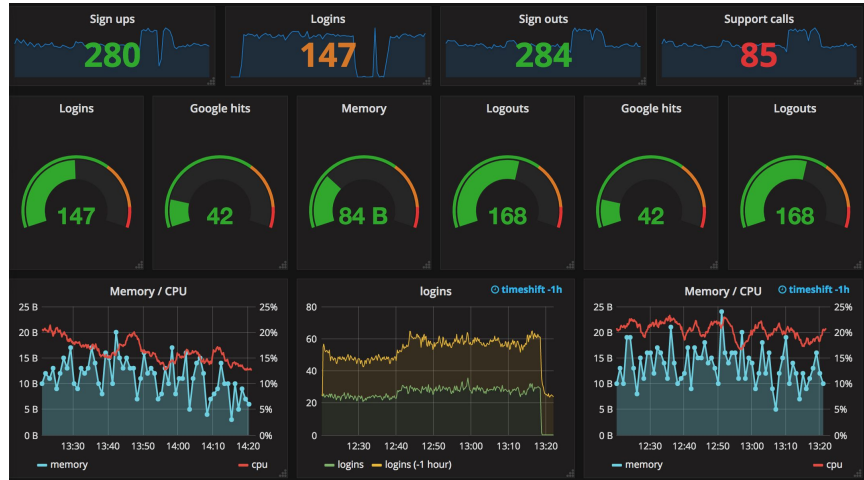 Sign ups
Logins
Sign outs
Support calls
280
147
284
85
Logins
Google hits
Memory
Logouts
Google hits
Logouts
147
42
84 B
168
42
168
Memory / CPU
25 B
20 B
15 B
10 B
5 B
0 B
25%
20%
15%
10%
5%
0%
13:30 13:40 13:50 14:00 14:10 14:20
memory
cpu
logins
timeshift -1h
80
60
40
20
0
12:30 12:40 12:50 13:00 13:10 13:20
logins logins (-1 hour)
Memory / CPU
timeshift -1h
25 B
20 B
15 B
10 B
5 B
0 B
25%
20%
15%
10%
5%
0%
12:30 12:40 12:50 13:00 13:10 13:20
memory
cpu